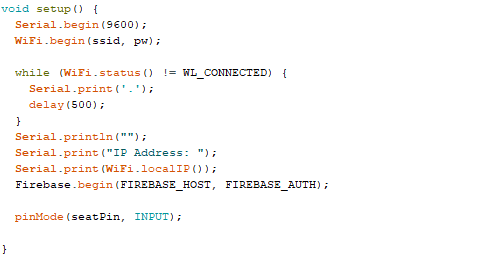 void setup() {
  Serial.begin(9600);
  WiFi.begin(ssid, pw);

  while (WiFi.status() != WL_CONNECTED) {
    Serial.print('.');
    delay(500);
  }
  Serial.println("");
  Serial.print("IP Address: ");
  Serial.print(WiFi.localIP());
  Firebase.begin(FIREBASE_HOST, FIREBASE_AUTH);

  pinMode(seatPin, INPUT);

}